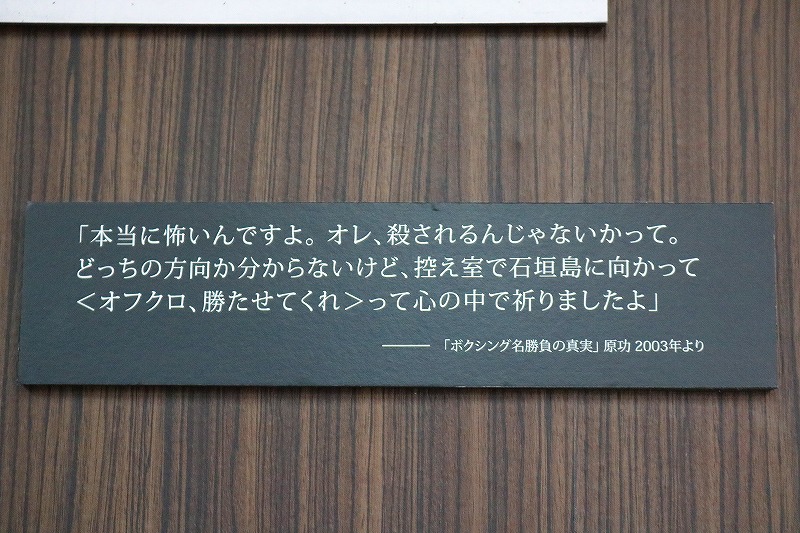 「本当に怖いんですよ。オレ、殺されるんじゃないかって。
どっちの方向か分からないけど、控え室で石垣島に向かって
＜オフクロ、勝たせてくれ＞って心の中で祈りましたよ」
――「ボクシング名勝負の真実」原功 2003年より